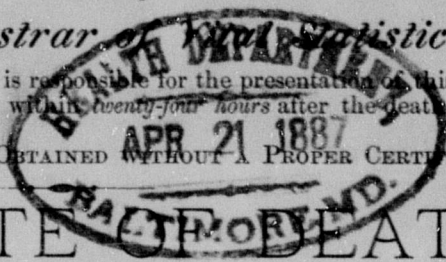 strar of Vital Statistic
is responsible for the presentation of thi
within twenty-four hours after the death
HEALTH DEPARTMENT
APR 21 1887
BALTIMORE, MD.
OBTAINED WITHOUT A PROPER CERTI
TE OF DEAT